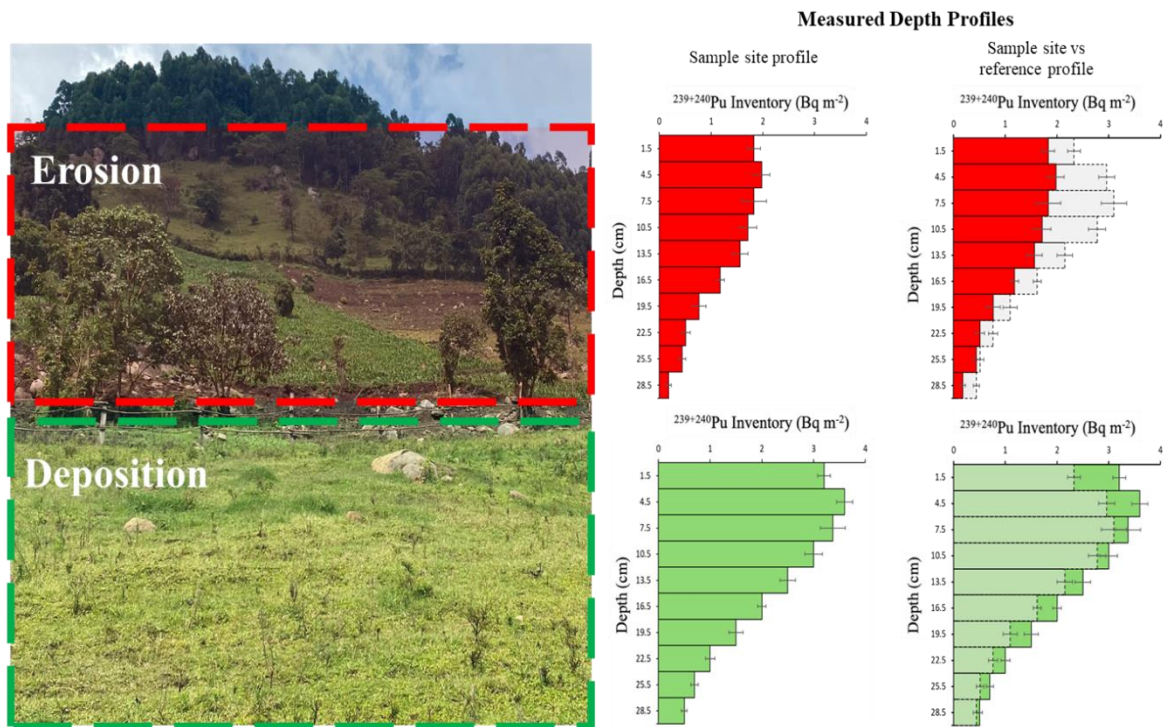 Measured Depth Profiles
Erosion
Deposition
Sample site profile
²³⁹⁺²⁴⁰Pu Inventory (Bq m⁻²)
0 1 2 3 4
Depth (cm)
1.5
4.5
7.5
10.5
13.5
16.5
19.5
22.5
25.5
28.5
Sample site vs
reference profile
²³⁹⁺²⁴⁰Pu Inventory (Bq m⁻²)
0 1 2 3 4
Depth (cm)
1.5
4.5
7.5
10.5
13.5
16.5
19.5
22.5
25.5
28.5
²³⁹⁺²⁴⁰Pu Inventory (Bq m⁻²)
0 1 2 3 4
Depth (cm)
1.5
4.5
7.5
10.5
13.5
16.5
19.5
22.5
25.5
28.5
²³⁹⁺²⁴⁰Pu Inventory (Bq m⁻²)
0 1 2 3 4
Depth (cm)
1.5
4.5
7.5
10.5
13.5
16.5
19.5
22.5
25.5
28.5